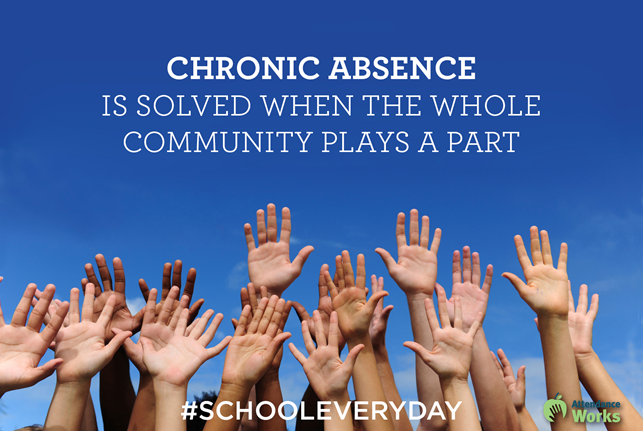 CHRONIC ABSENCE
IS SOLVED WHEN THE WHOLE
COMMUNITY PLAYS A PART
#SCHOOLEVERYDAY
Attendance
Works